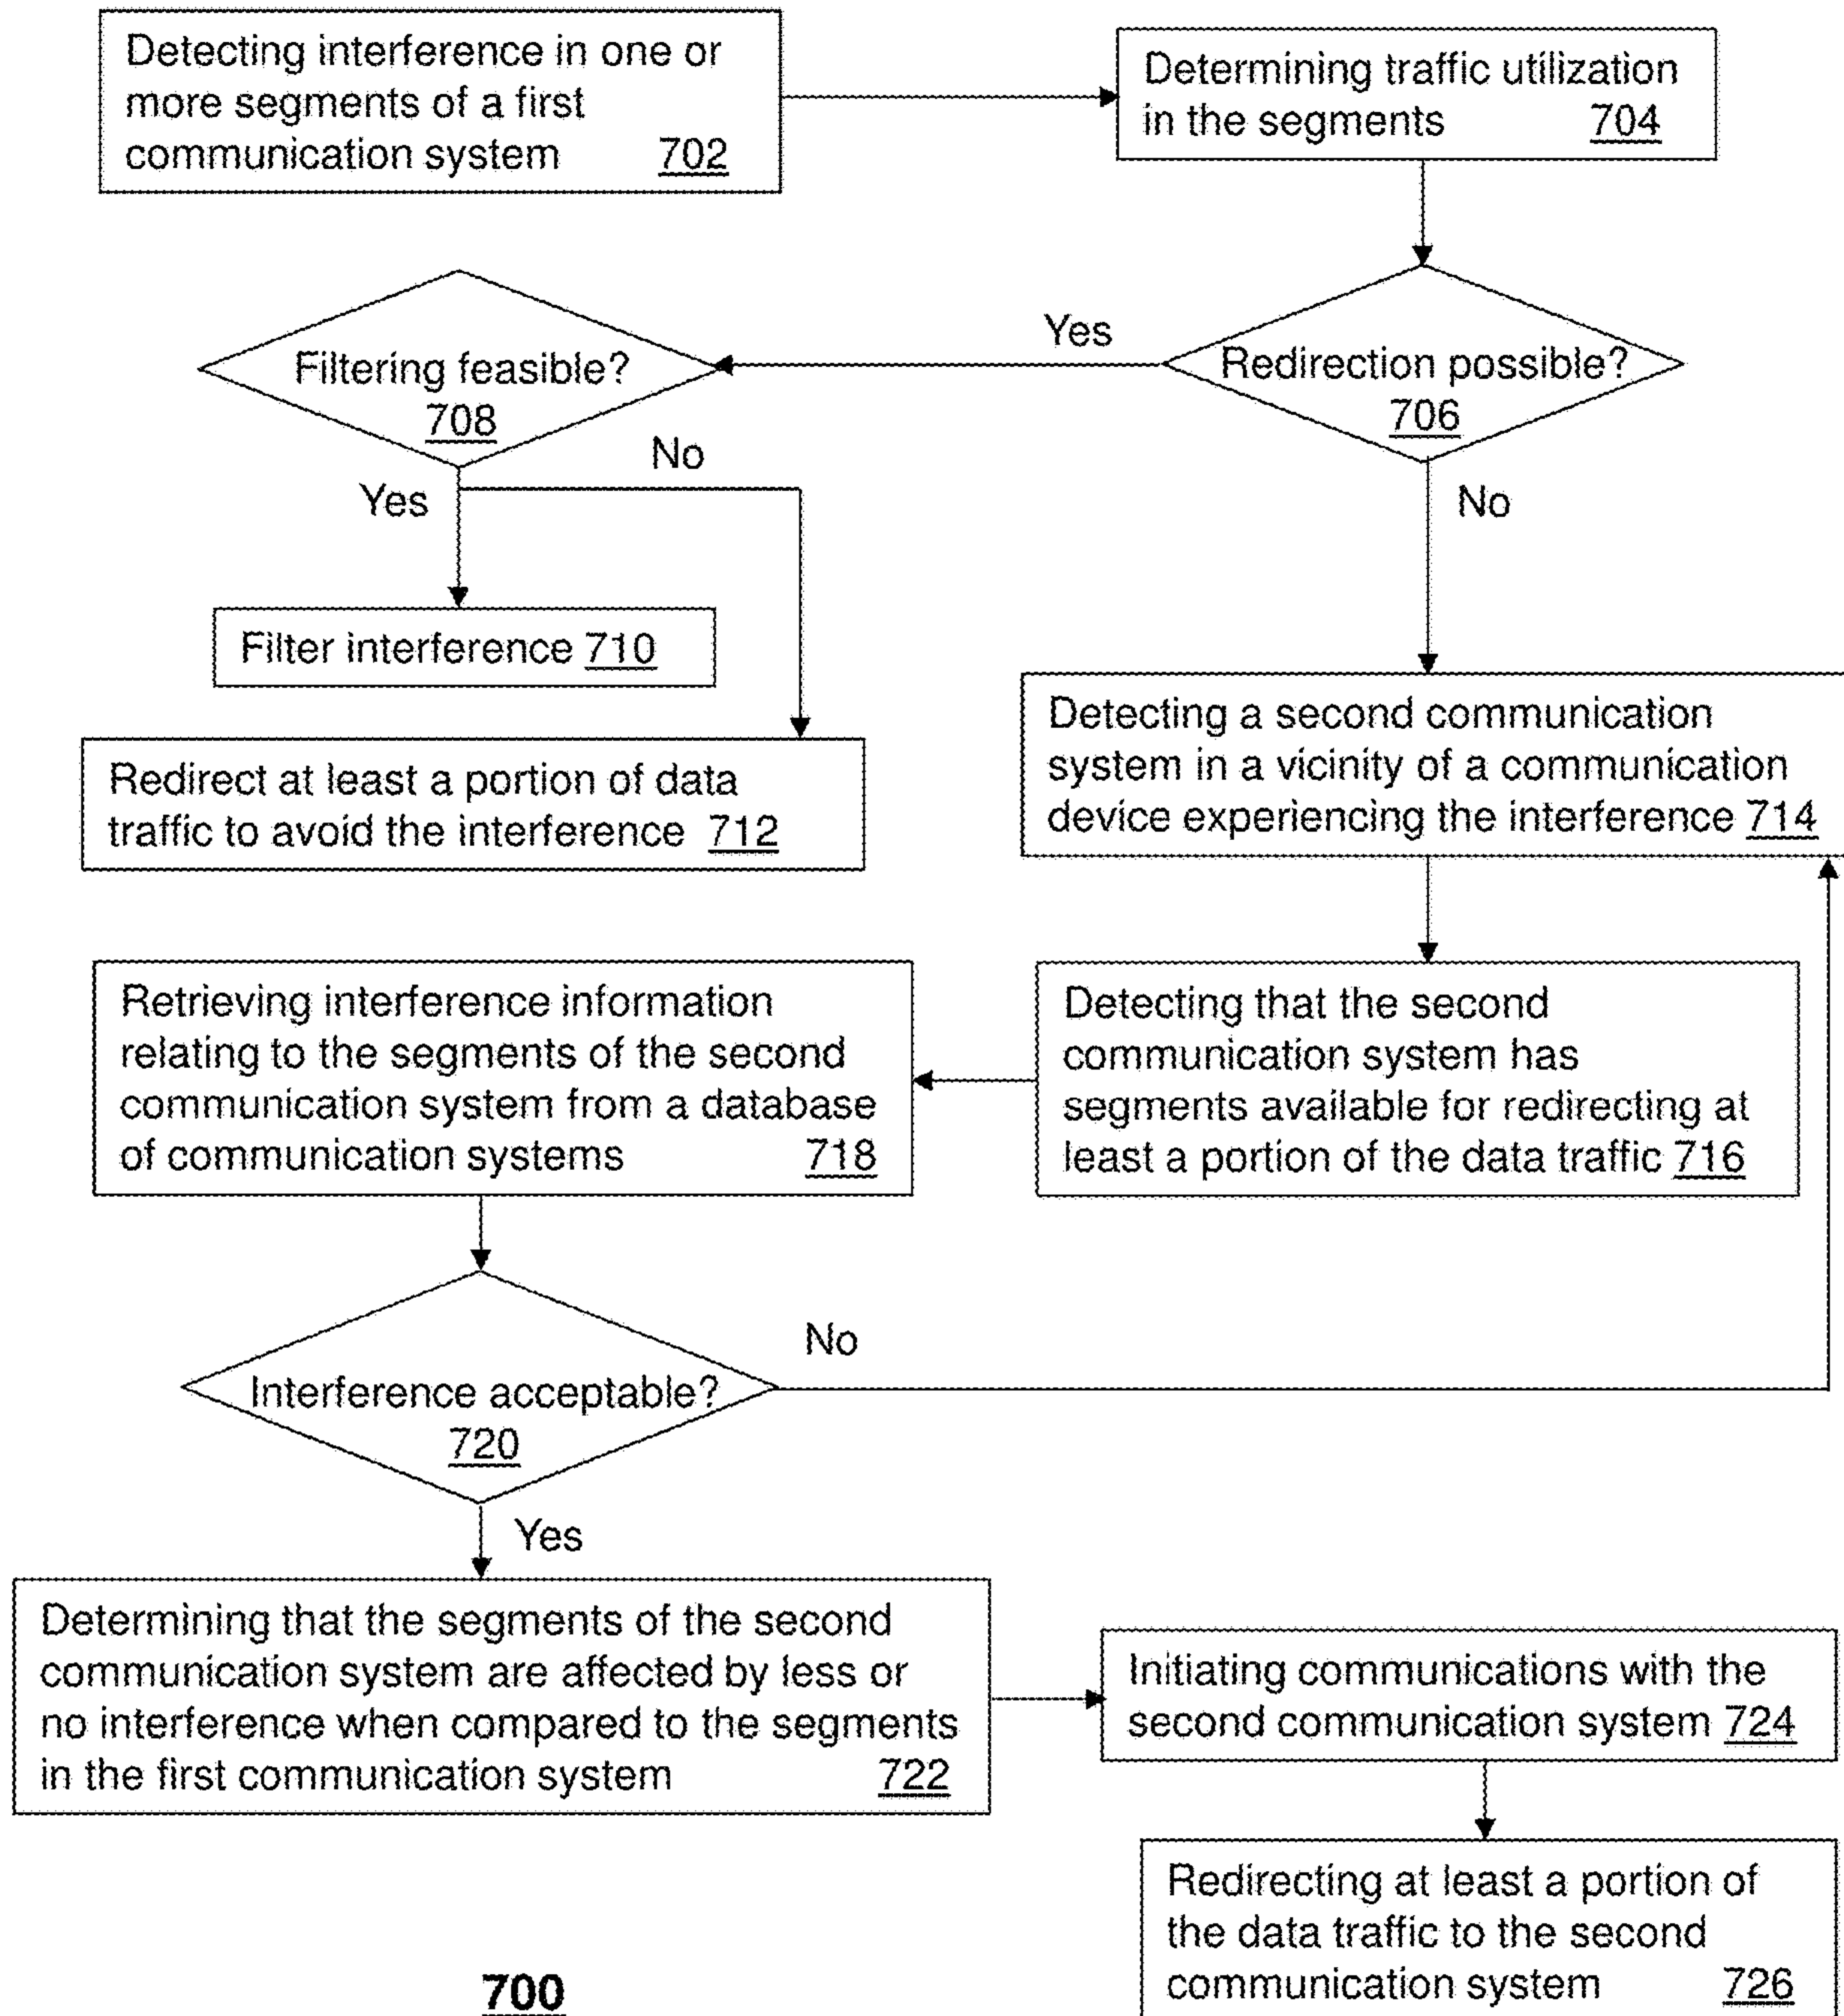 Detecting interference in one or
more segments of a first
communication system 702
Determining traffic utilization
in the segments 704
Redirection possible?
706
Yes
No
Filtering feasible?
708
No
Yes
Filter interference 710
Redirect at least a portion of data
traffic to avoid the interference 712
Detecting a second communication
system in a vicinity of a communication
device experiencing the interference 714
Detecting that the second
communication system has
segments available for redirecting at
least a portion of the data traffic 716
Retrieving interference information
relating to the segments of the second
communication system from a database
of communication systems 718
Interference acceptable?
720
No
Yes
Determining that the segments of the second
communication system are affected by less or
no interference when compared to the segments
in the first communication system 722
Initiating communications with the
second communication system 724
Redirecting at least a portion of
the data traffic to the second
communication system 726
700